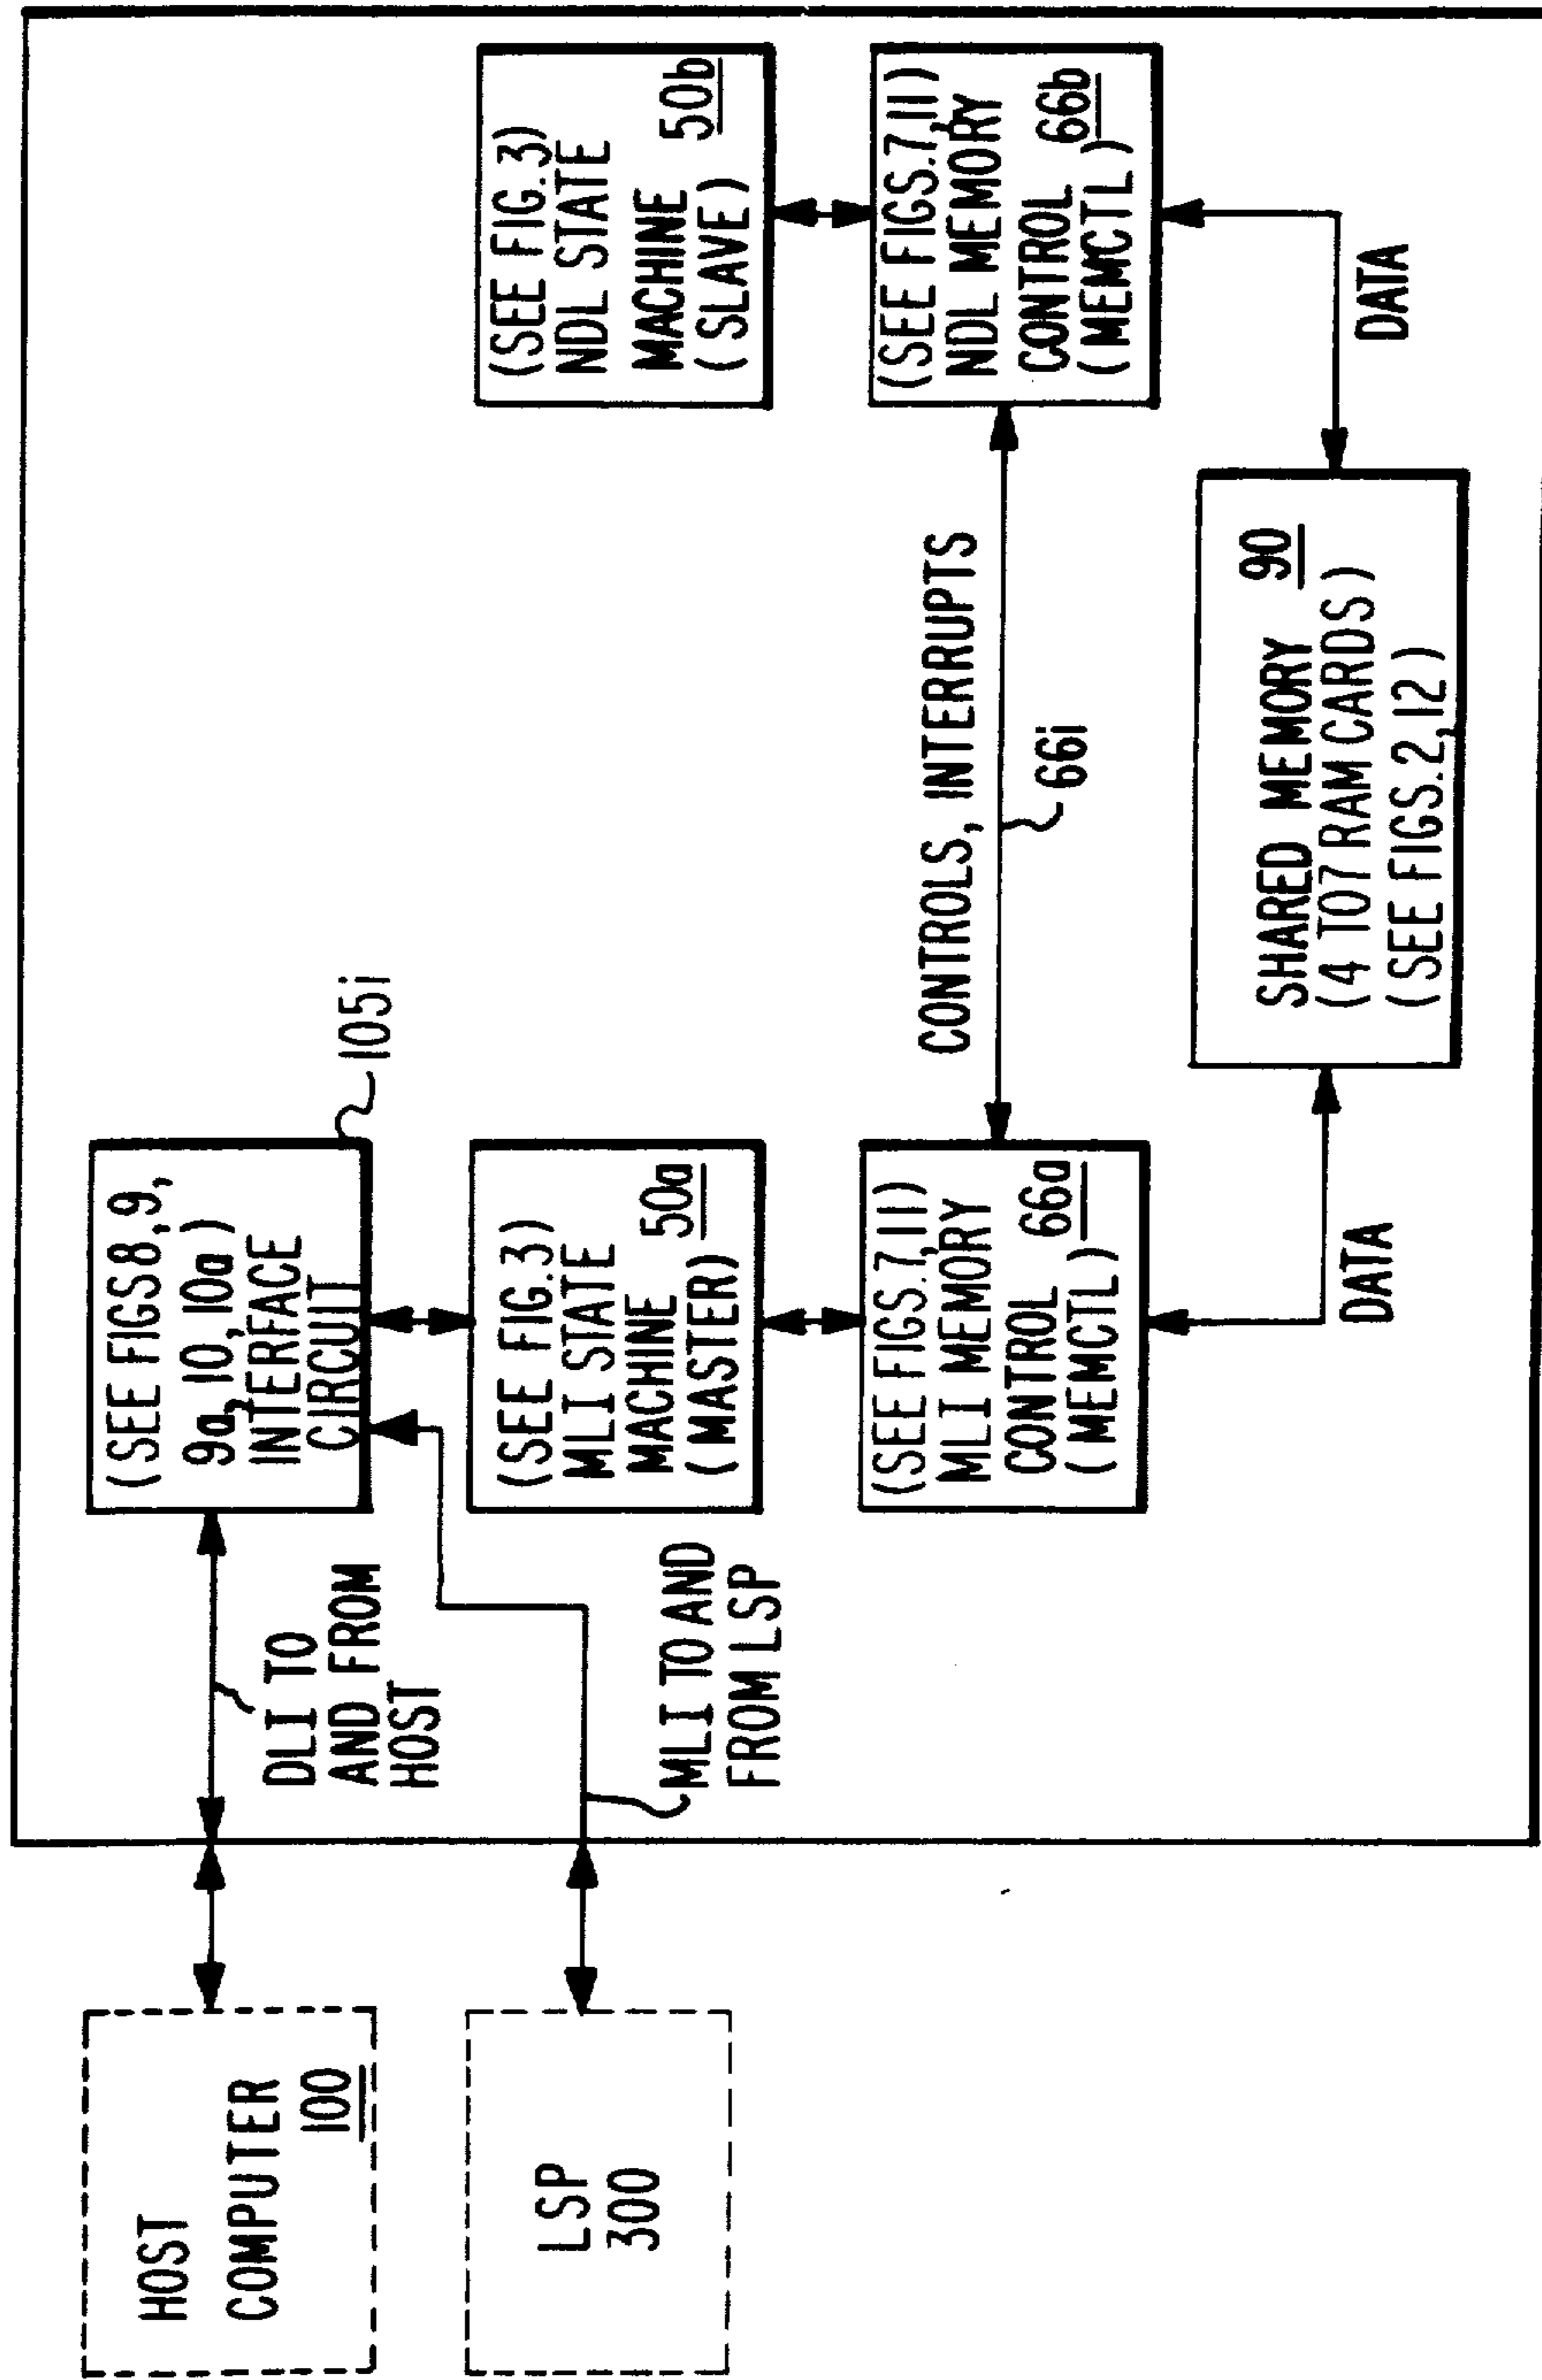 HOST
COMPUTER
100
LSP
300
DLI TO
AND FROM
HOST
MLI TO AND
FROM LSP
(SEE FIGS 8,9,
9a,10,10a)
INTERFACE
CIRCUIT
105i
(SEE FIG.3)
MLI STATE
MACHINE 50a
(MASTER)
(SEE FIGS.7,11)
MLI MEMORY
CONTROL 66a
(MEMCTL)
DATA
CONTROLS, INTERRUPTS
66i
SHARED MEMORY 90
(4 TO 7 RAM CARDS)
(SEE FIGS.2,12)
(SEE FIG.3)
NDL STATE
MACHINE 50b
(SLAVE)
(SEE FIGS.7,11)
NDL MEMORY
CONTROL 66b
(MEMCTL)
DATA